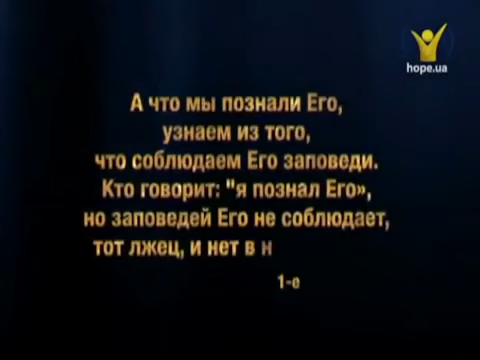 hope.ua
А что мы познали Его,
узнаем из того,
что соблюдаем Его заповеди.
Кто говорит: "я познал Его»,
но заповедей Его не соблюдает,
тот лжец, и нет в н
1-е